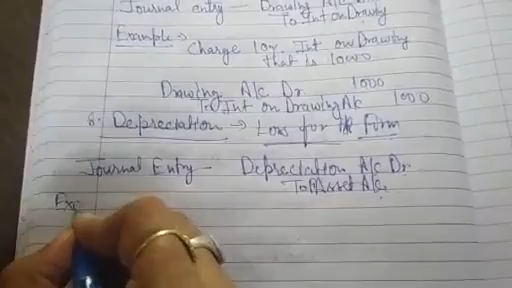 Journal entry — Drawing A/c Dr.
To Int on Drawing
Example →
Charge 10%. Int on Drawing
that is 10000
Drawing A/c Dr. 1000
To Int on Drawing A/c 1000
8. Depreciation → Loss for the firm
Journal Entry - Depreciation A/c Dr.
To Asset A/c
Ex